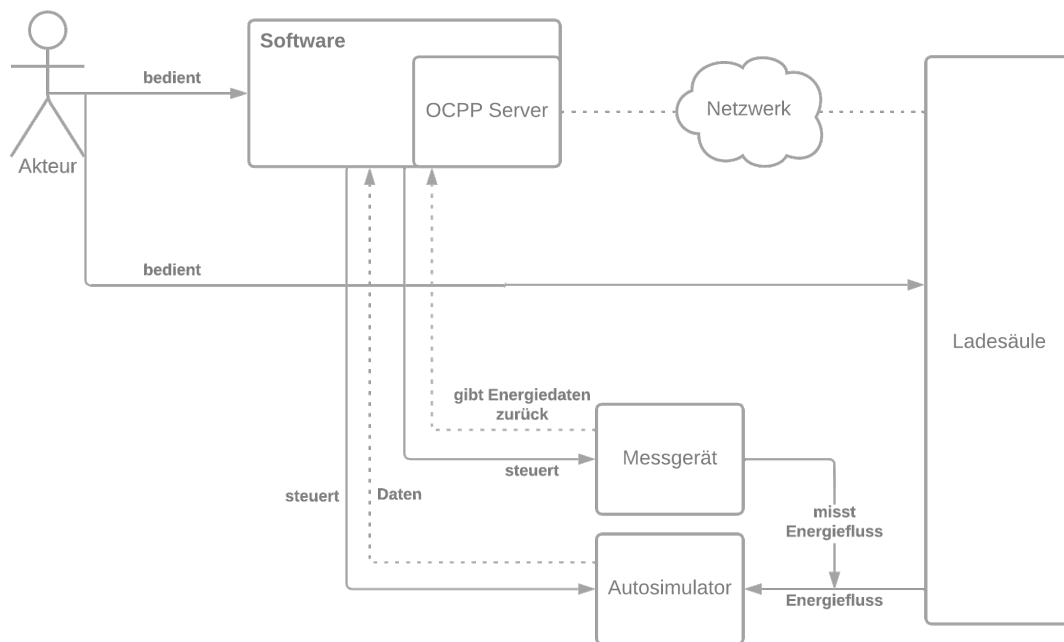 Software
bedient
OCPP Server
Netzwerk
Akteur
bedient
Ladesäule
gibt Energiedaten
zurück
Messgerät
steuert
steuert
Daten
misst
Energiefluss
Autosimulator
Energiefluss